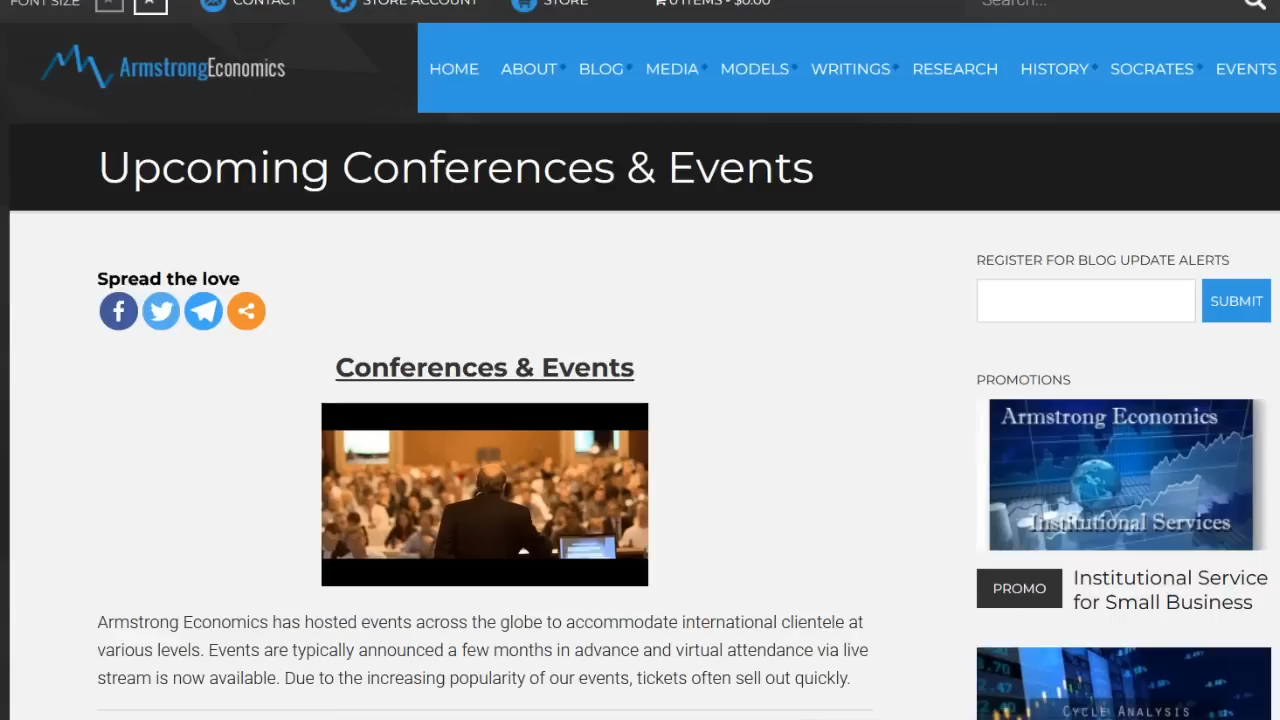 FONT SIZE
CONTACT
STORE ACCOUNT
STORE
0 ITEMS - $0.00
Search...
ArmstrongEconomics
HOME ABOUT BLOG MEDIA MODELS WRITINGS RESEARCH HISTORY SOCRATES EVENTS
Upcoming Conferences & Events
Spread the love
Conferences & Events
Armstrong Economics has hosted events across the globe to accommodate international clientele at
various levels. Events are typically announced a few months in advance and virtual attendance via live
stream is now available. Due to the increasing popularity of our events, tickets often sell out quickly.
REGISTER FOR BLOG UPDATE ALERTS
SUBMIT
PROMOTIONS
Armstrong Economics
Institutional Services
PROMO
Institutional Service
for Small Business
CYCLE ANALYSIS